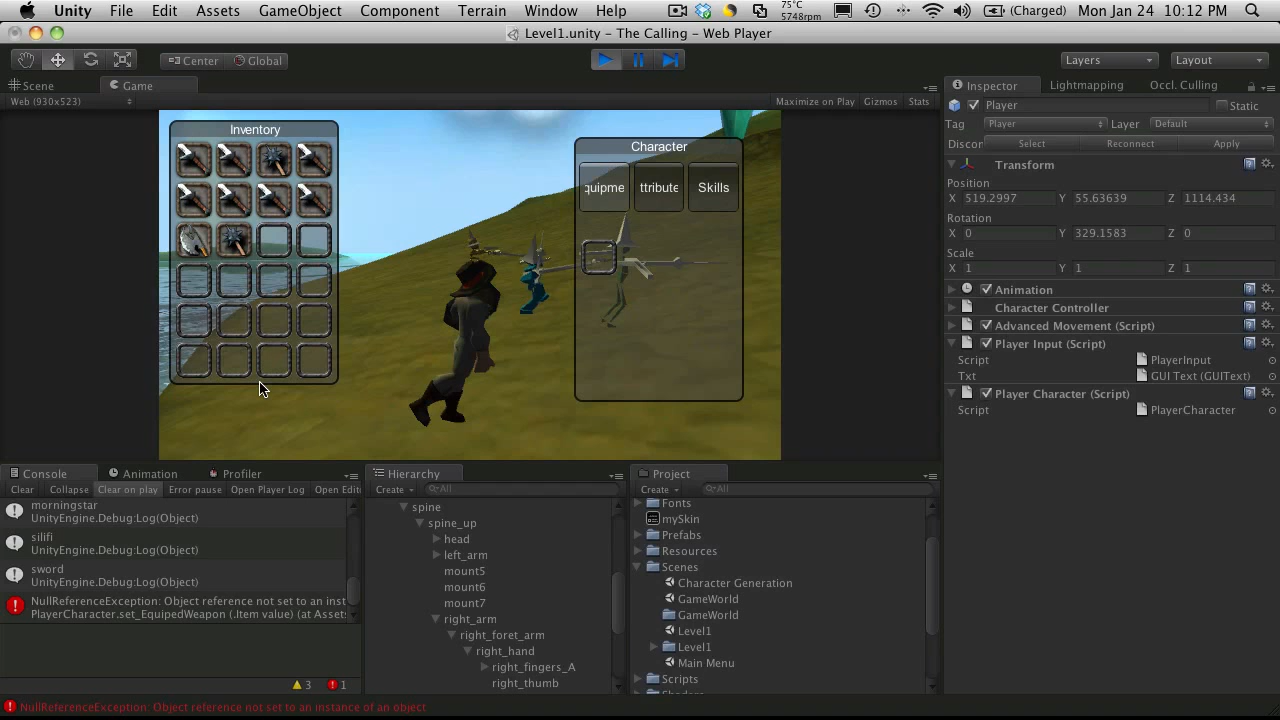 Unity File Edit Assets GameObject Component Terrain Window Help 75°C 5748rpm (Charged) Mon Jan 24 10:12 PM
Level1.unity - The Calling - Web Player
Center Global Layers Layout
Scene Game
Web (930x523) Maximize on Play Gizmos Stats
Inventory
Character
quipme ttribute Skills
Inspector Lightmapping Occl. Culling
Player Static
Tag Player Layer Default
Discor Select Reconnect Apply
Transform
Position
X 519.2997 Y 55.63639 Z 1114.434
Rotation
X 0 Y 329.1583 Z 0
Scale
X 1 Y 1 Z 1
Animation
Character Controller
Advanced Movement (Script)
Player Input (Script)
Script PlayerInput
Txt GUI Text (GUIText)
Player Character (Script)
Script PlayerCharacter
Console Animation Profiler
Clear Collapse Clear on play Error pause Open Player Log Open Edit
morningstar
UnityEngine.Debug:Log(Object)
silifi
UnityEngine.Debug:Log(Object)
sword
UnityEngine.Debug:Log(Object)
NullReferenceException: Object reference not set to an inst
PlayerCharacter.set_EquipedWeapon (.Item value) (at Asset
3 1
Hierarchy
Create All
spine
spine_up
head
left_arm
mount5
mount6
mount7
right_arm
right_foret_arm
right_hand
right_fingers_A
right_thumb
Project
Create All
Fonts
mySkin
Prefabs
Resources
Scenes
Character Generation
GameWorld
GameWorld
Level1
Level1
Main Menu
Scripts
NullReferenceException: Object reference not set to an instance of an object